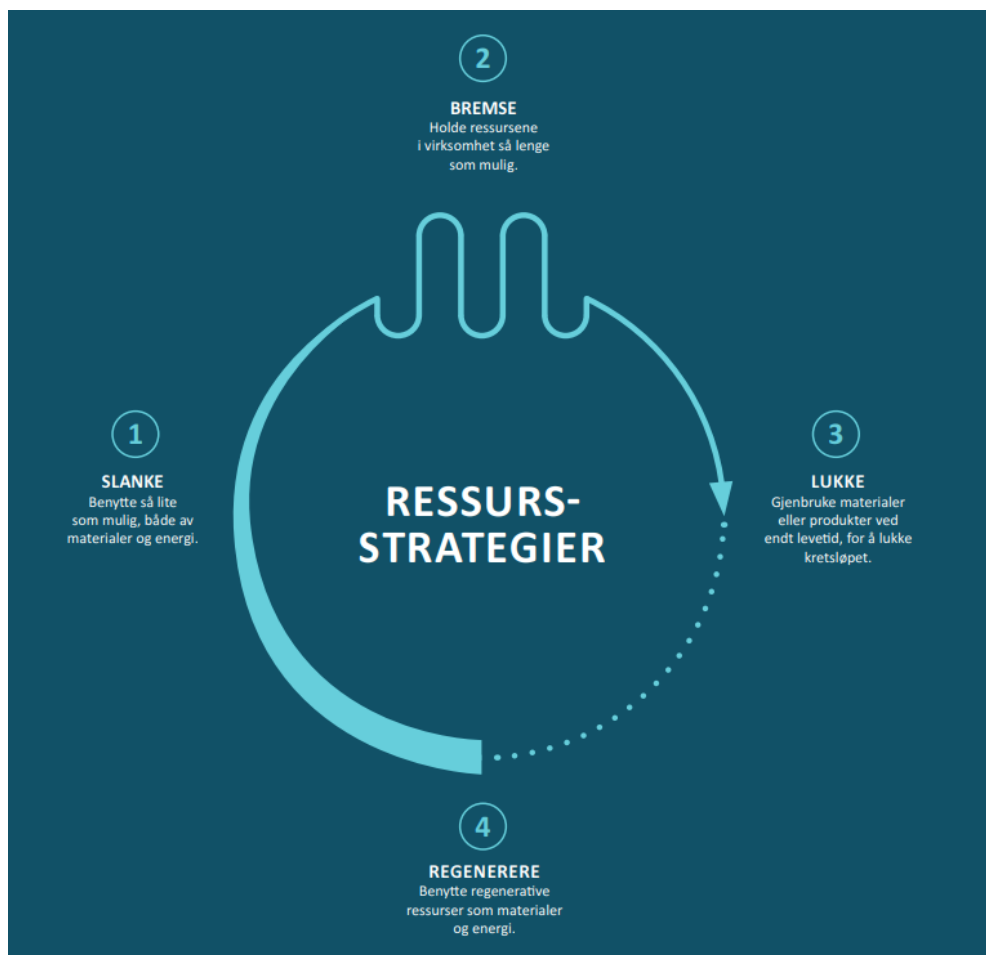 2
BREMSE
Holde ressursene
i virksomhet så lenge
som mulig.
1
SLANKE
Benytte så lite
som mulig, både av
materialer og energi.
RESSURS-
STRATEGIER
3
LUKKE
Gjenbruke materialer
eller produkter ved
endt levetid, for å lukke
kretsløpet.
4
REGENERERE
Benytte regenerative
ressurser som materialer
og energi.